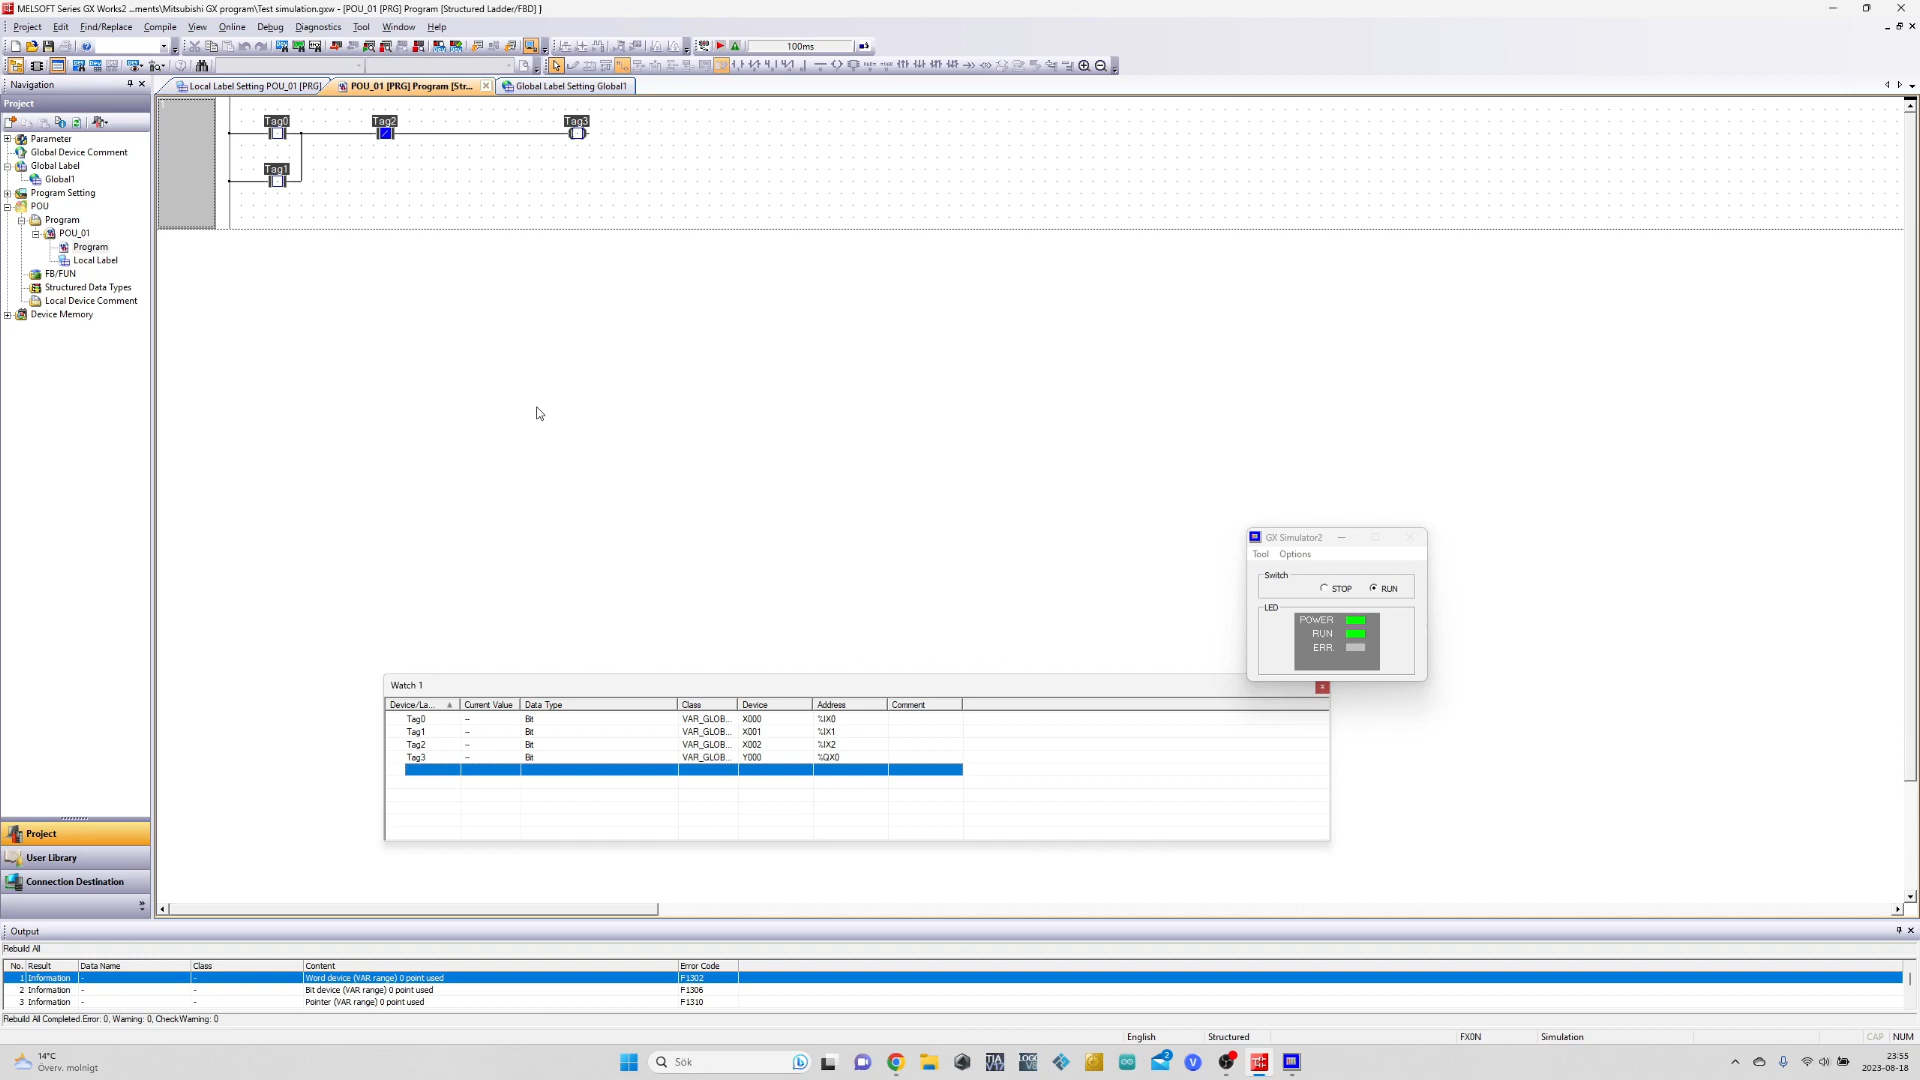 MELSOFT Series GX Works2 ...ments\Mitsubishi GX program\Test simulation.gxw - [POU_01 [PRG] Program [Structured Ladder/FBD] ]
Project Edit Find/Replace Compile View Online Debug Diagnostics Tool Window Help
100ms
Navigation
Local Label Setting POU_01 [PRG]
POU_01 [PRG] Program [Str...
Global Label Setting Global1
Project
Parameter
Global Device Comment
Global Label
Global1
Program Setting
POU
Program
POU_01
Program
Local Label
FB/FUN
Structured Data Types
Local Device Comment
Device Memory
Tag0 Tag2 Tag3
Tag1
GX Simulator2
Tool Options
Switch
STOP RUN
LED
POWER
RUN
ERR.
Watch 1
Device/La... Current Value Data Type Class Device Address Comment
Tag0 -- Bit VAR_GLOB... X000 %IX0
Tag1 -- Bit VAR_GLOB... X001 %IX1
Tag2 -- Bit VAR_GLOB... X002 %IX2
Tag3 -- Bit VAR_GLOB... Y000 %QX0
Project
User Library
Connection Destination
Output
Rebuild All
No. Result Data Name Class Content Error Code
1 Information - - Word device (VAR range) 0 point used F1302
2 Information - - Bit device (VAR range) 0 point used F1306
3 Information - - Pointer (VAR range) 0 point used F1310
Rebuild All Completed.Error: 0, Warning: 0, CheckWarning: 0
English Structured FX0N Simulation CAP NUM
14°C
Överv. molnigt
Sök
TIA
V17
LOGO
V8
2
23:55
2023-08-18